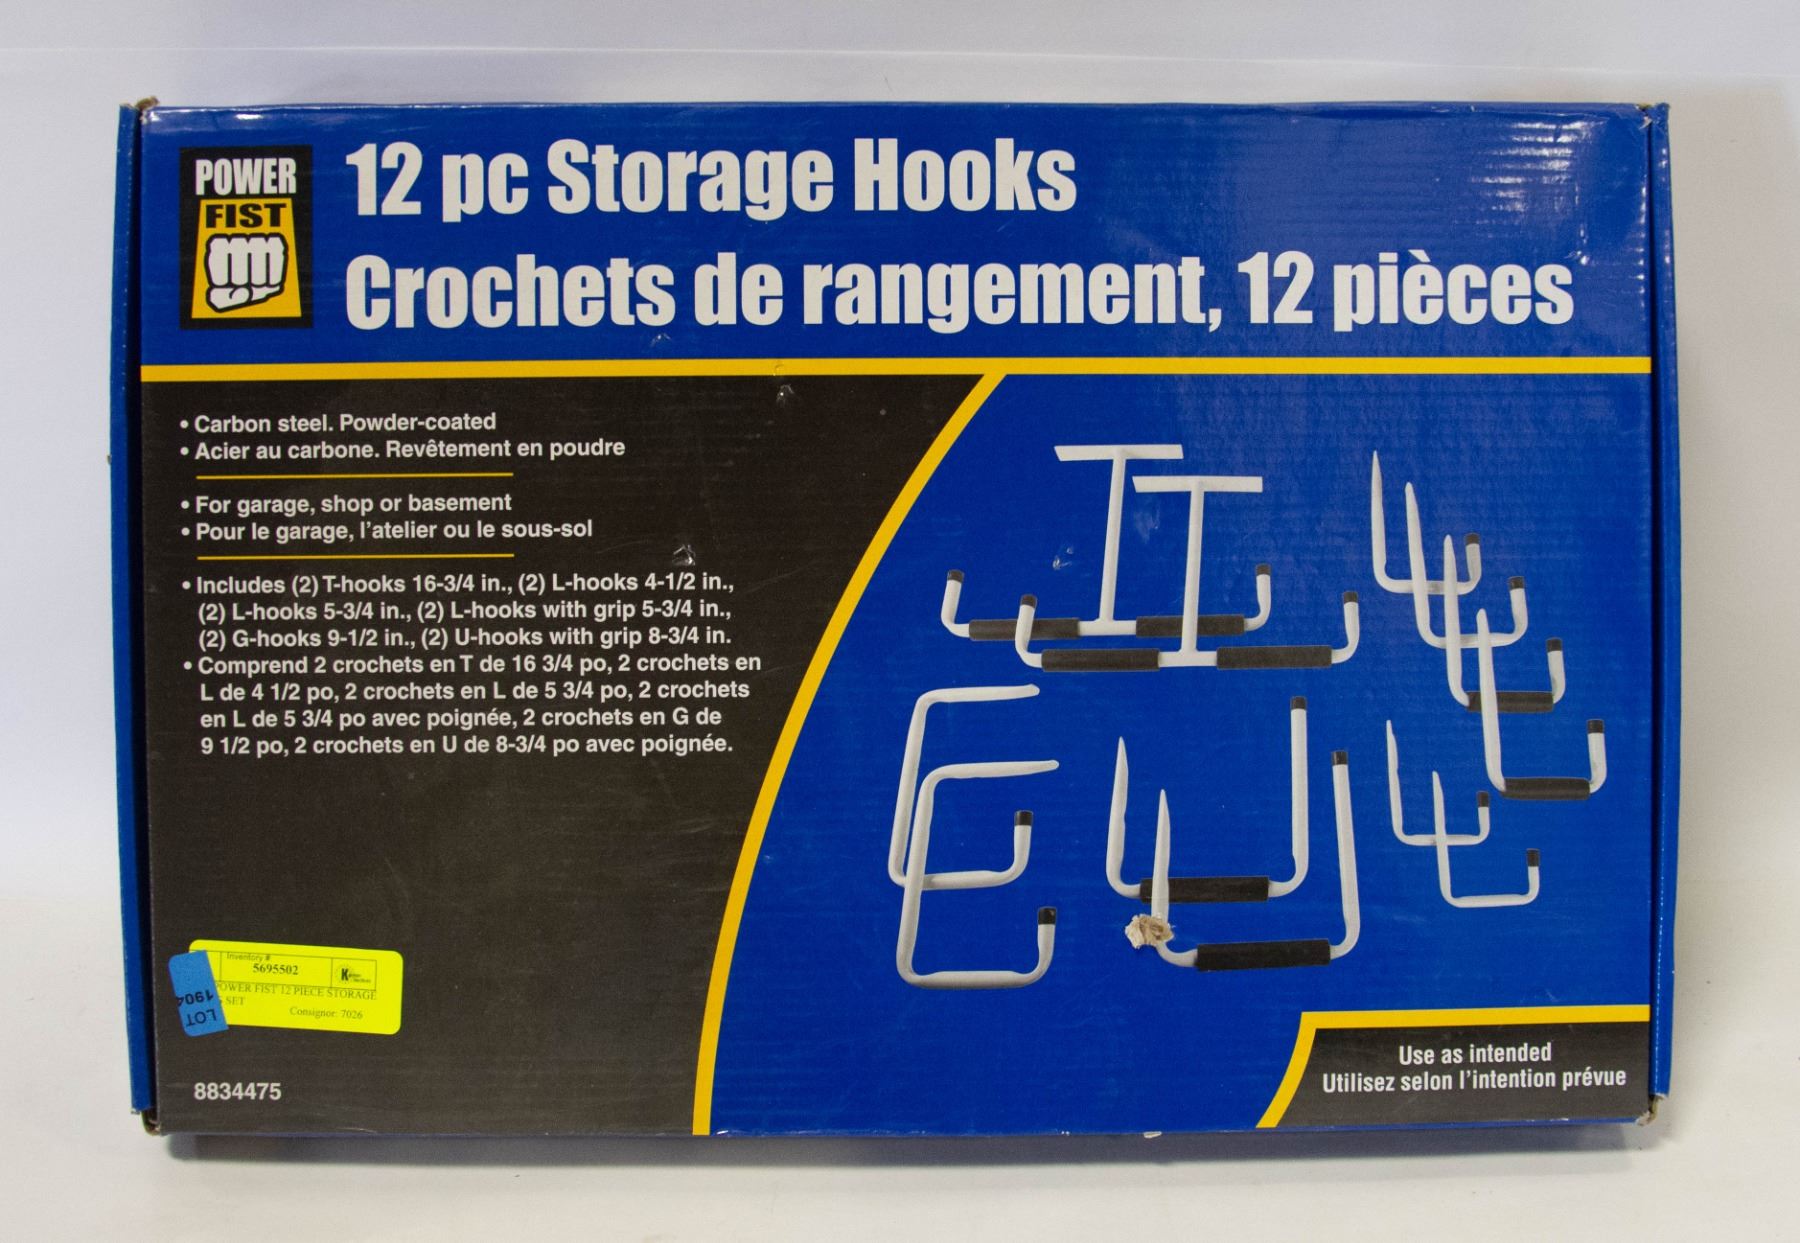 POWER
FIST
12 pc Storage Hooks
Crochets de rangement, 12 pièces
• Carbon steel. Powder-coated
• Acier au carbone. Revêtement en poudre
• For garage, shop or basement
• Pour le garage, l'atelier ou le sous-sol
• Includes (2) T-hooks 16-3/4 in., (2) L-hooks 4-1/2 in.,
(2) L-hooks 5-3/4 in., (2) L-hooks with grip 5-3/4 in.,
(2) G-hooks 9-1/2 in., (2) U-hooks with grip 8-3/4 in.
• Comprend 2 crochets en T de 16 3/4 po, 2 crochets en
L de 4 1/2 po, 2 crochets en L de 5 3/4 po, 2 crochets
en L de 5 3/4 po avec poignée, 2 crochets en G de
9 1/2 po, 2 crochets en U de 8-3/4 po avec poignée.
Inventory #
5695502
POWER FIST 12 PIECE STORAGE
SET
Consignor: 7026
LOT
1904
8834475
Use as intended
Utilisez selon l'intention prévue